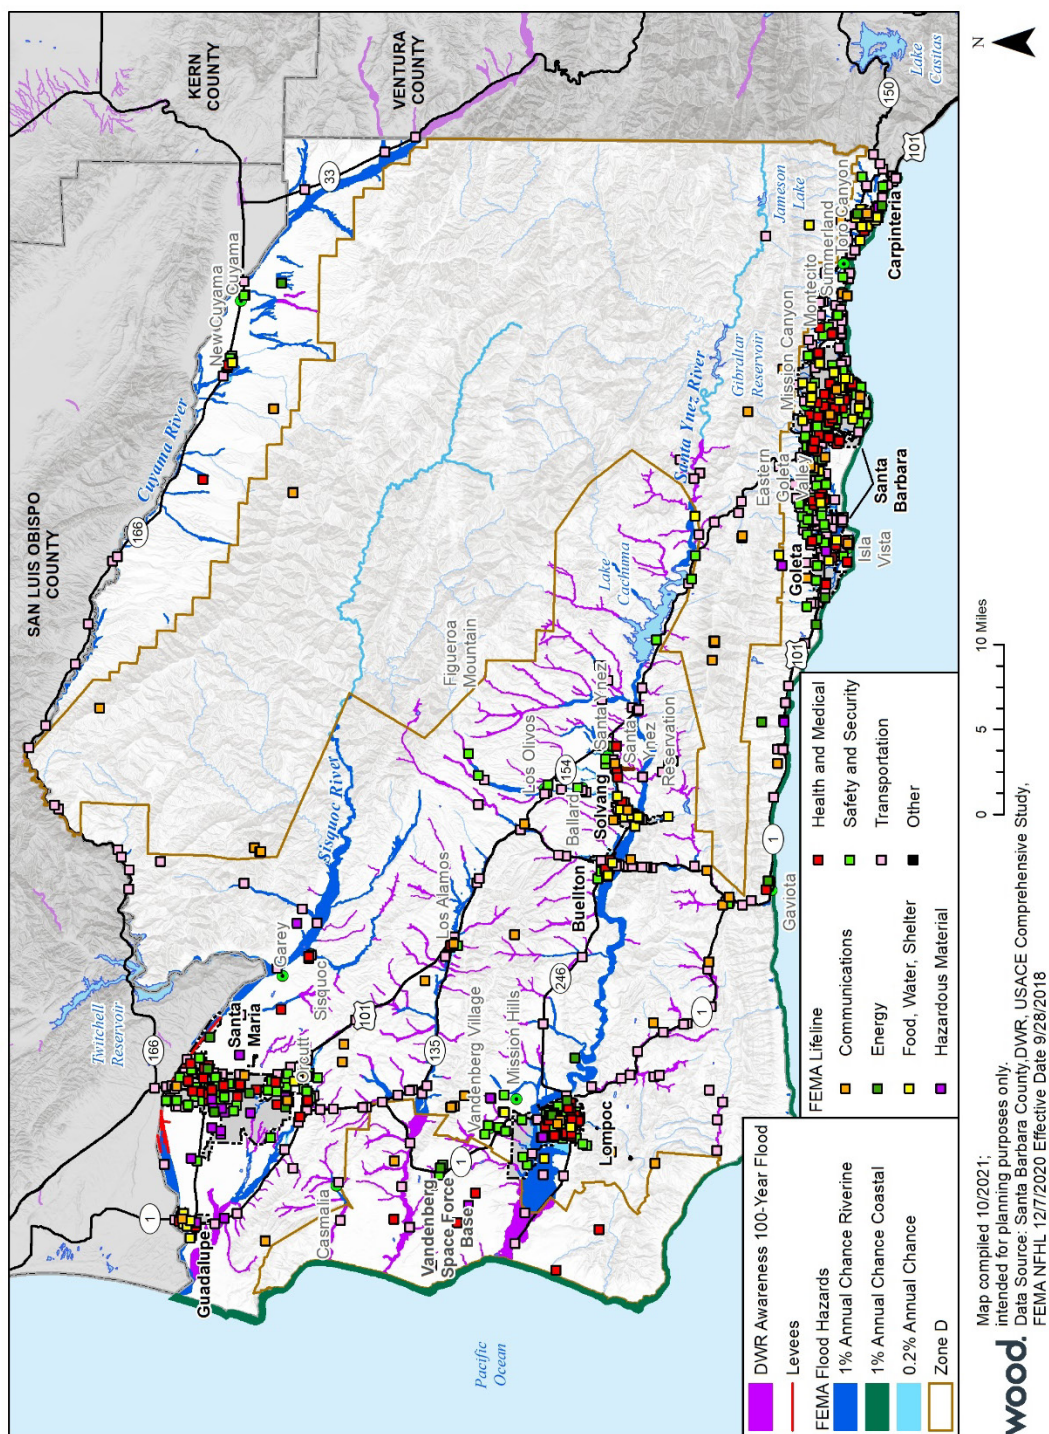 SAN LUIS OBISPO
COUNTY
KERN
COUNTY
VENTURA
COUNTY
Twitchell
Reservoir
166
1
Guadalupe
Santa
Maria
Orcutt
Garey
Sisquoc
Sisquoc River
Cuyama River
166
New Cuyama
Cuyama
33
Casmalia
101
135
Los Alamos
Figueroa
Mountain
Vandenberg
Space Force
Base
1
Vandenberg Village
Mission Hills
Lompoc
246
Los Olivos
154
Ballard
Solvang
Santa Ynez
Santa
Ynez
Reservation
Buellton
Lake
Cachuma
Santa Ynez River
Gibraltar
Reservoir
Jameson
Lake
Lake
Casitas
150
101
1
1
Gaviota
101
Goleta
Isla
Vista
Eastern
Goleta
Valley
Santa
Barbara
Mission Canyon
Montecito
Summerland
Toro Canyon
Carpinteria
Pacific
Ocean
N
DWR Awareness 100-Year Flood
Levees
FEMA Flood Hazards
1% Annual Chance Riverine
1% Annual Chance Coastal
0.2% Annual Chance
Zone D
FEMA Lifeline
Communications
Energy
Food, Water, Shelter
Hazardous Material
Health and Medical
Safety and Security
Transportation
Other
0 5 10 Miles
wood.
Map compiled 10/2021;
intended for planning purposes only.
Data Source: Santa Barbara County,DWR, USACE Comprehensive Study,
FEMA NFHL 12/7/2020 Effective Date 9/28/2018